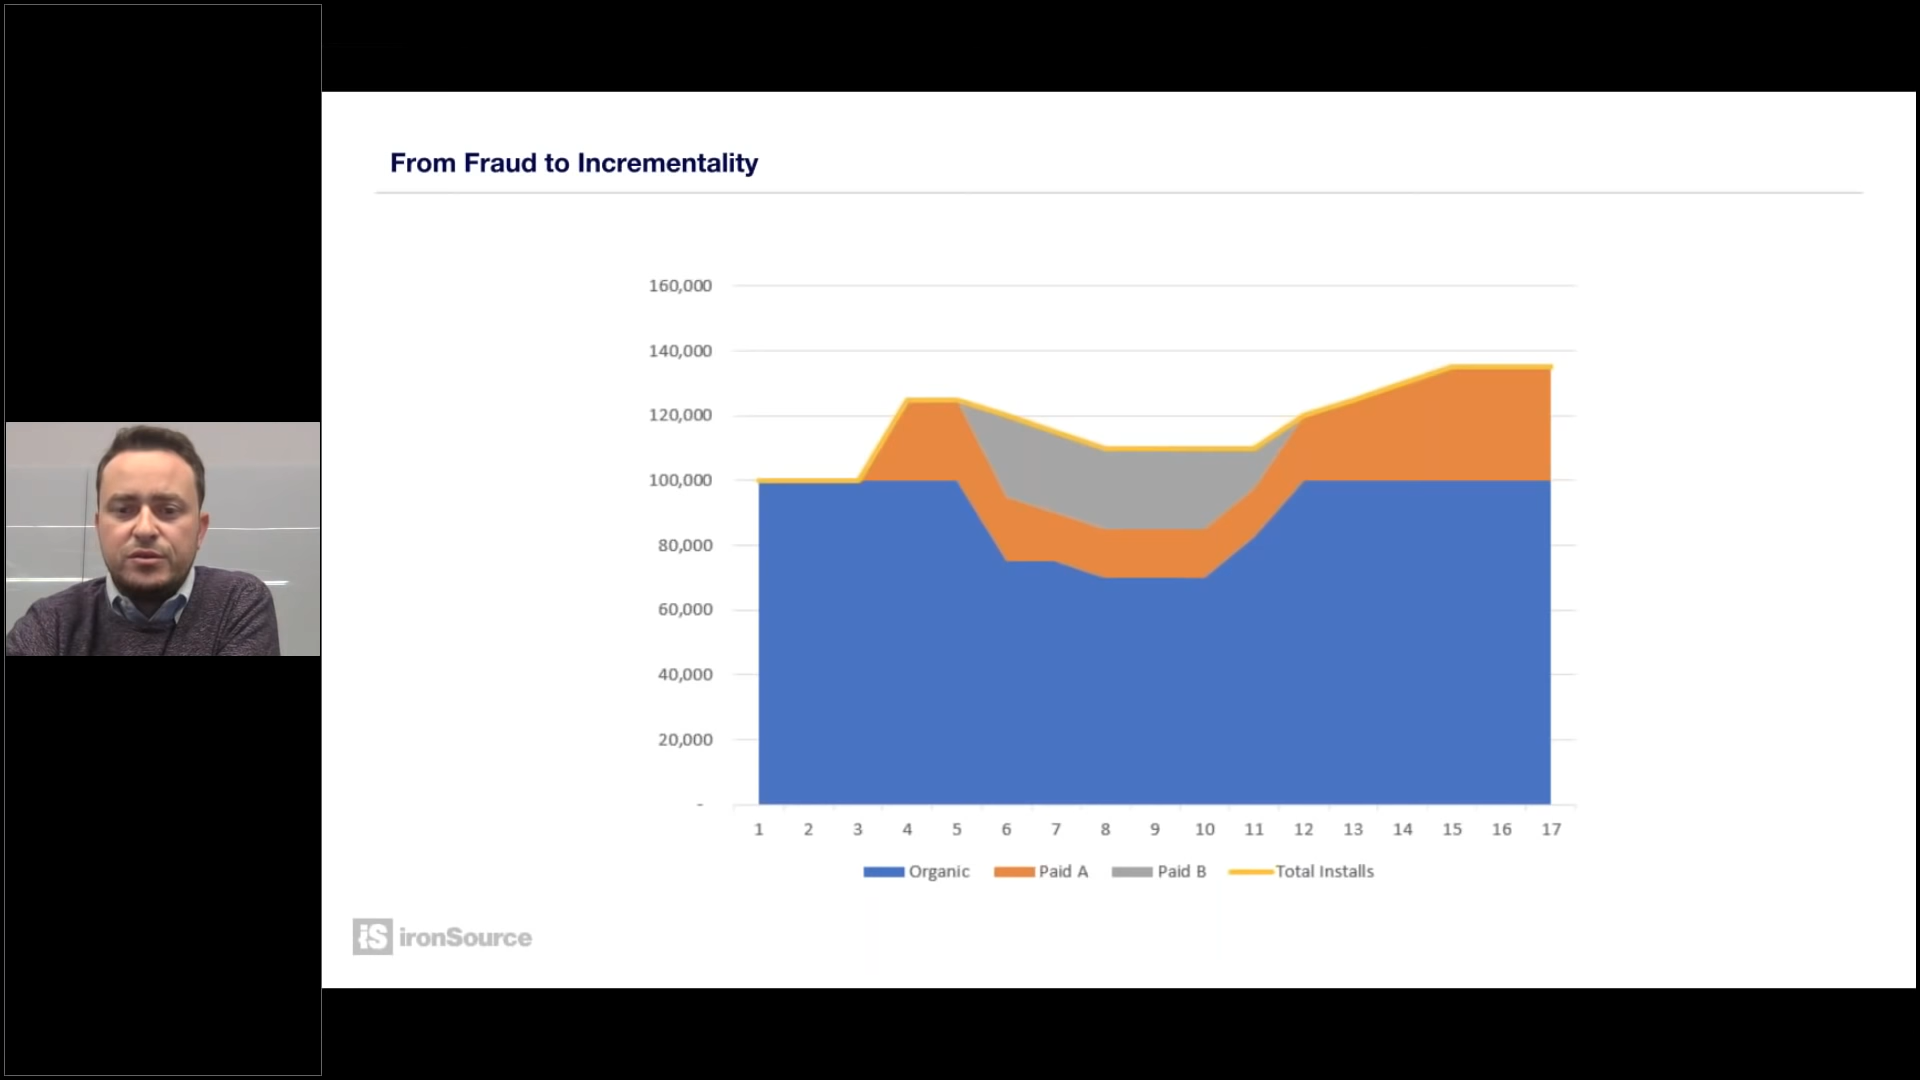 From Fraud to Incrementality
160,000
140,000
120,000
100,000
80,000
60,000
40,000
20,000
-
1 2 3 4 5 6 7 8 9 10 11 12 13 14 15 16 17
Organic Paid A Paid B Total Installs
iS ironSource